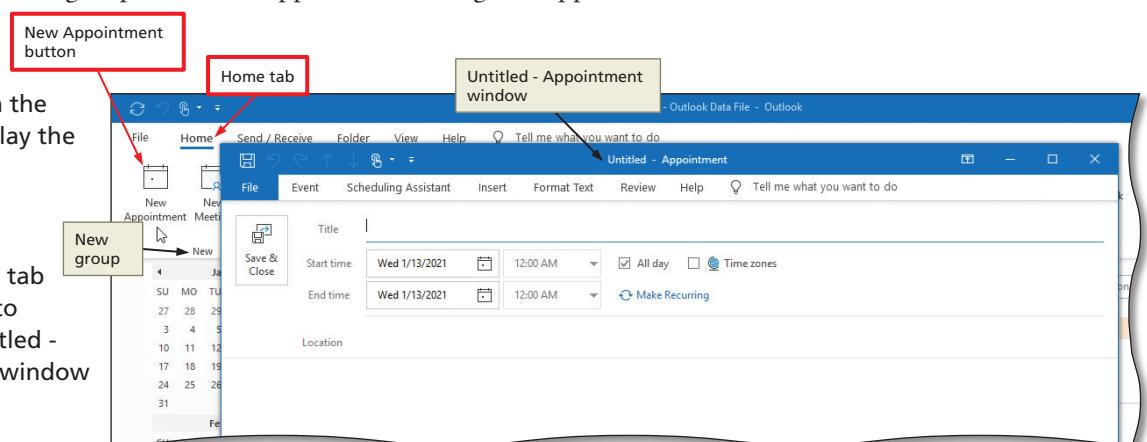 New Appointment
button
Home tab
Untitled - Appointment
window
the
lay the
- Outlook Data File - Outlook
File Home Send / Receive Folder View Help Tell me what you want to do
Untitled - Appointment
File Event Scheduling Assistant Insert Format Text Review Help Tell me what you want to do
New
Appointment
New
group
New
Save &
Close
Title
Start time Wed 1/13/2021 12:00 AM All day Time zones
End time Wed 1/13/2021 12:00 AM Make Recurring
Location
tab
to
tled -
window
SU MO TU
27 28 29
3 4 5
10 11 12
17 18 19
24 25 26
31